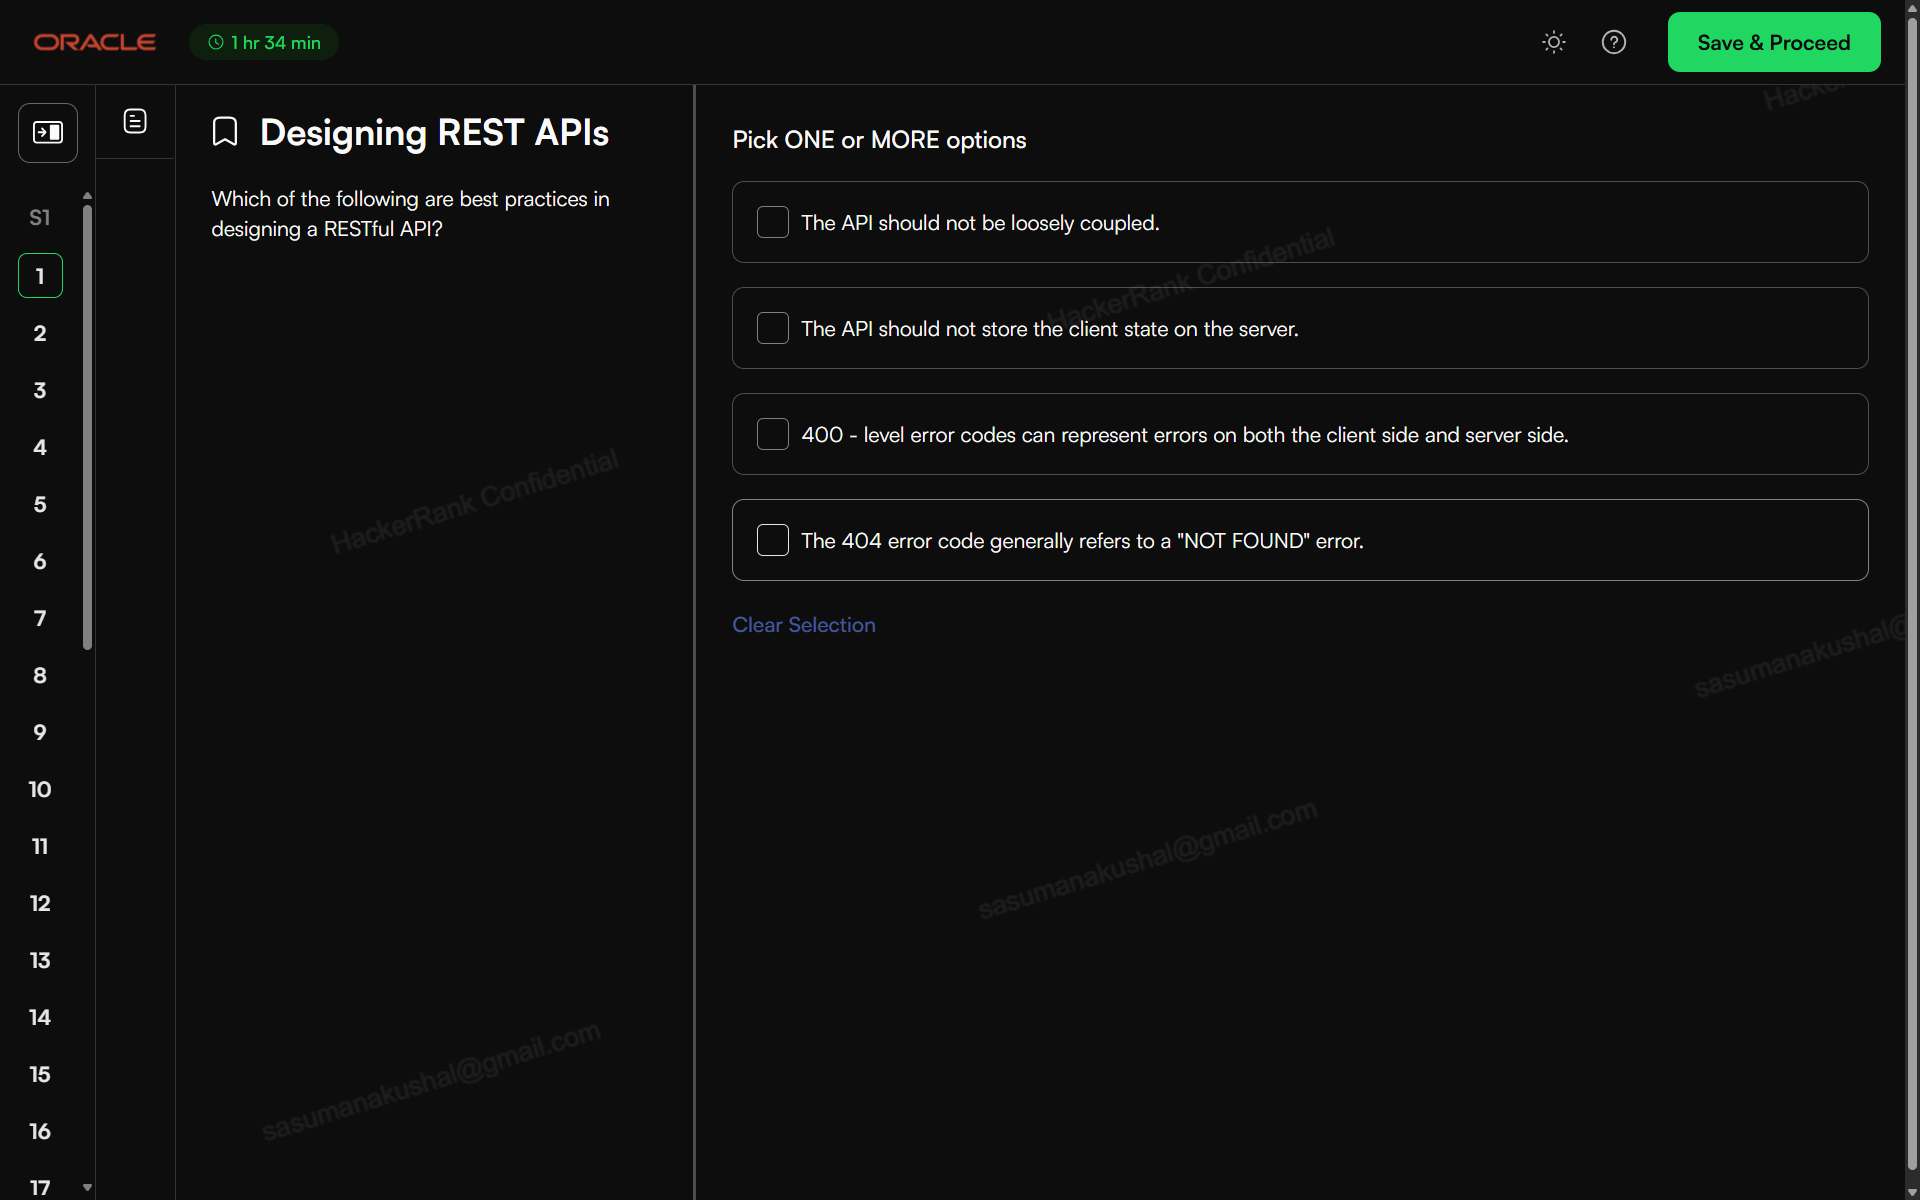 ORACLE
1 hr 34 min
Save & Proceed
S1
1
2
3
4
5
6
7
8
9
10
11
12
13
14
15
16
17
Designing REST APIs
Which of the following are best practices in
designing a RESTful API?
Pick ONE or MORE options
The API should not be loosely coupled.
The API should not store the client state on the server.
400 - level error codes can represent errors on both the client side and server side.
The 404 error code generally refers to a "NOT FOUND" error.
Clear Selection
HackerRank Confidential
HackerRank Confidential
sasumanakushal@
sasumanakushal@gmail.com
sasumanakushal@gmail.com